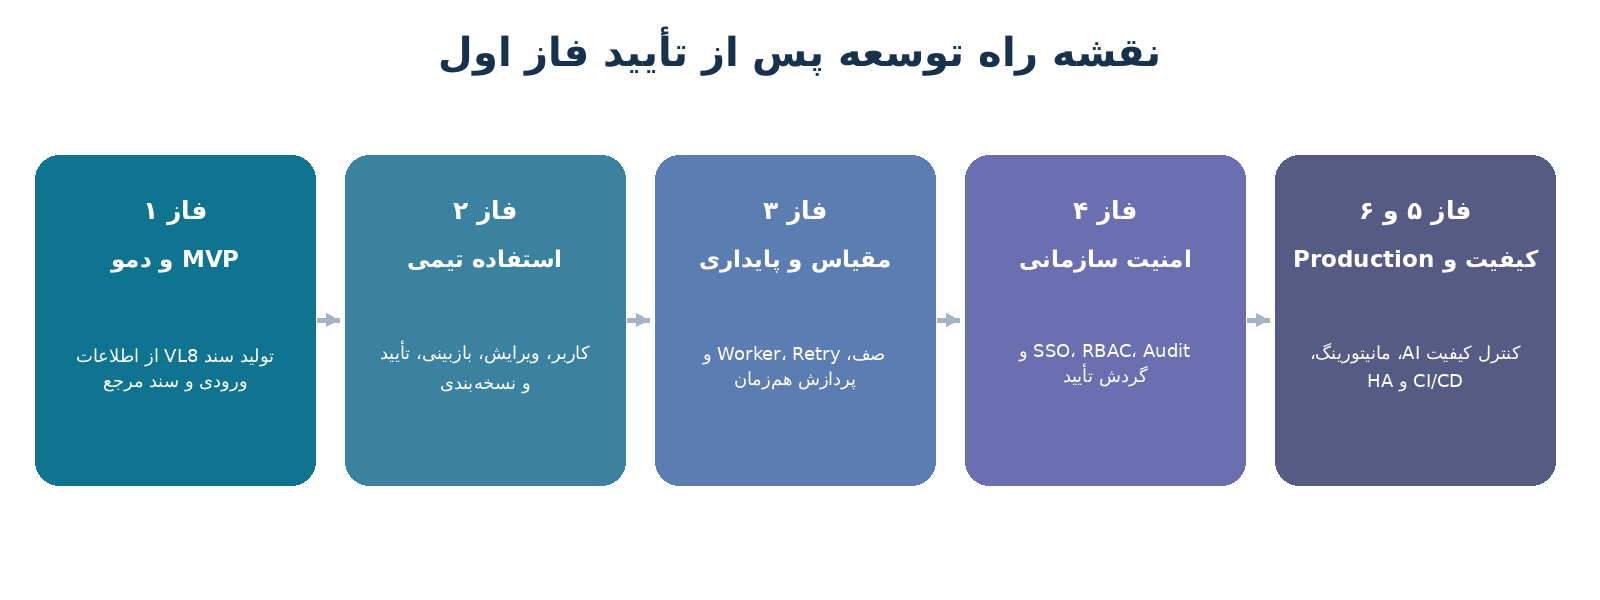 نقشه راه توسعه پس از تأیید فاز اول
فاز ۱
MVP و دمو
تولید سند VL8 از اطلاعات
ورودی و سند مرجع
فاز ۲
استفاده تیمی
کاربر، ویرایش، بازبینی، تأیید
و نسخه‌بندی
فاز ۳
مقیاس و پایداری
صف، Worker، Retry و
پردازش هم‌زمان
فاز ۴
امنیت سازمانی
SSO، RBAC، Audit و
گردش تأیید
فاز ۵ و ۶
کیفیت و Production
کنترل کیفیت AI، مانیتورینگ،
CI/CD و HA